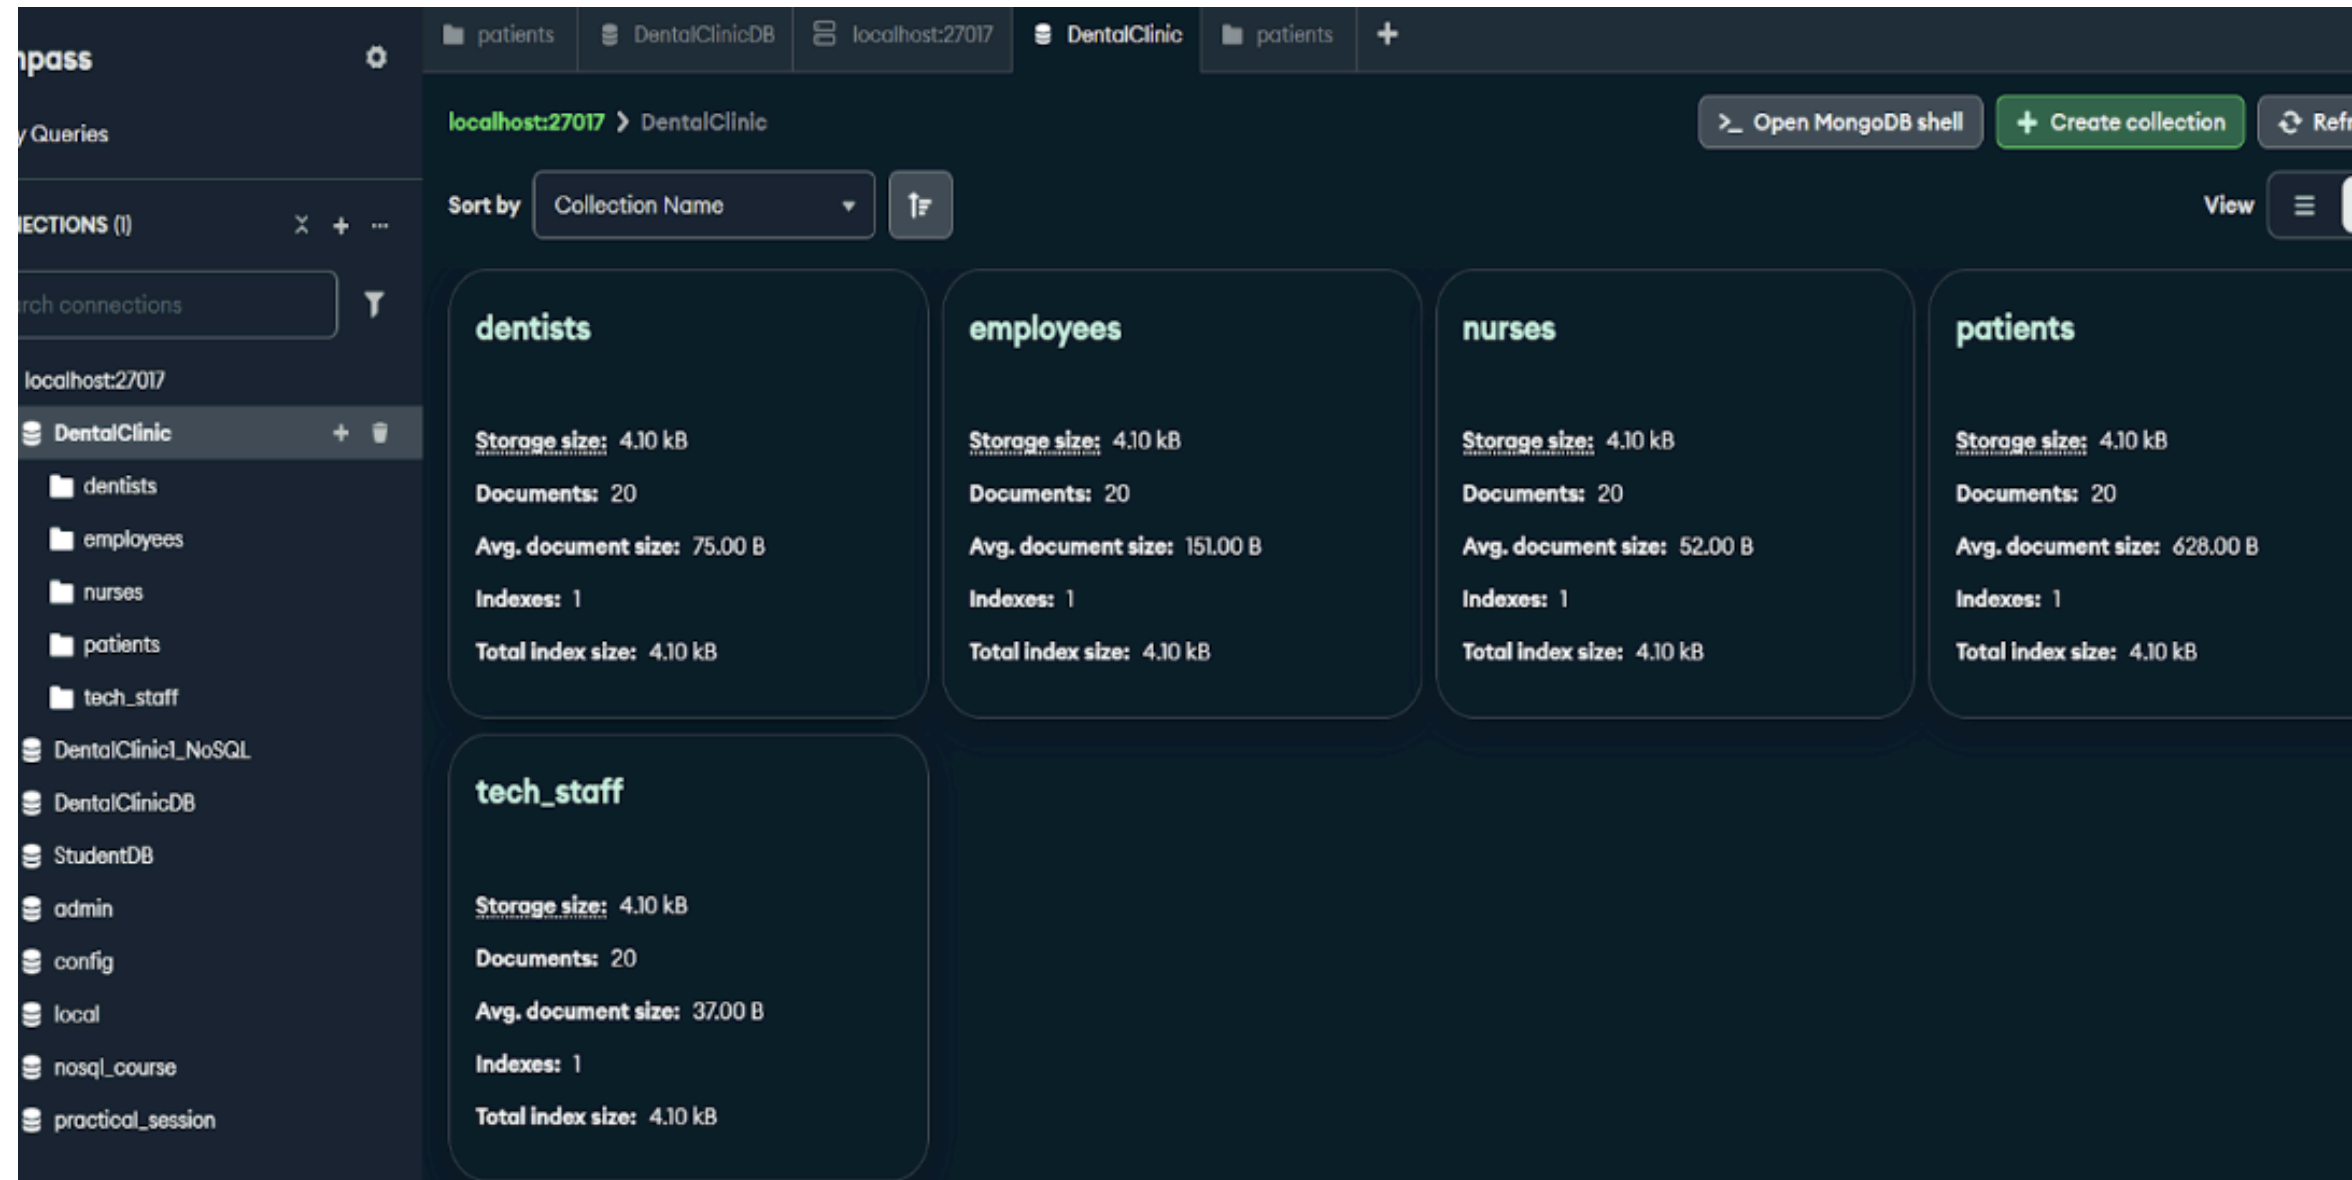 patients DentalClinicDB localhost:27017 DentalClinic patients +
mpass
localhost:27017 > DentalClinic
>_ Open MongoDB shell
+ Create collection
Refr
y Queries
Sort by Collection Name
View
ECTIONS (1)
rch connections
localhost:27017
DentalClinic
dentists
employees
nurses
patients
tech_staff
DentalClinic1_NoSQL
DentalClinicDB
StudentDB
admin
config
local
nosql_course
practical_session
dentists
Storage size: 4.10 kB
Documents: 20
Avg. document size: 75.00 B
Indexes: 1
Total index size: 4.10 kB
employees
Storage size: 4.10 kB
Documents: 20
Avg. document size: 151.00 B
Indexes: 1
Total index size: 4.10 kB
nurses
Storage size: 4.10 kB
Documents: 20
Avg. document size: 52.00 B
Indexes: 1
Total index size: 4.10 kB
patients
Storage size: 4.10 kB
Documents: 20
Avg. document size: 628.00 B
Indexes: 1
Total index size: 4.10 kB
tech_staff
Storage size: 4.10 kB
Documents: 20
Avg. document size: 37.00 B
Indexes: 1
Total index size: 4.10 kB